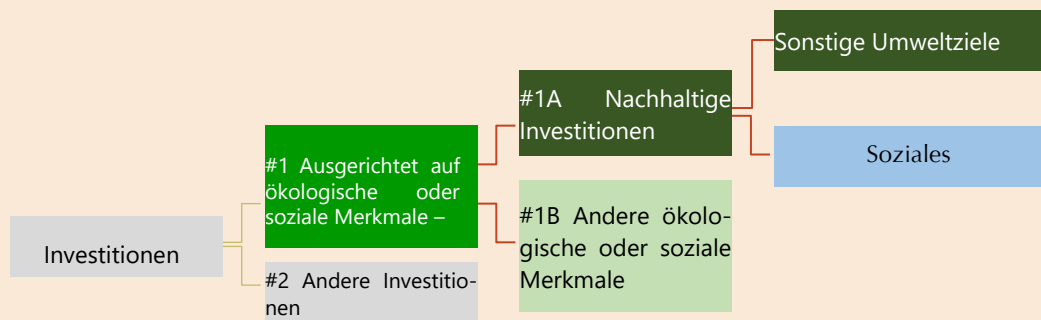 Investitionen
#1 Ausgerichtet auf
ökologische oder
soziale Merkmale –
#2 Andere Investitio-
nen
#1A Nachhaltige
Investitionen
#1B Andere ökolo-
gische oder soziale
Merkmale
Sonstige Umweltziele
Soziales